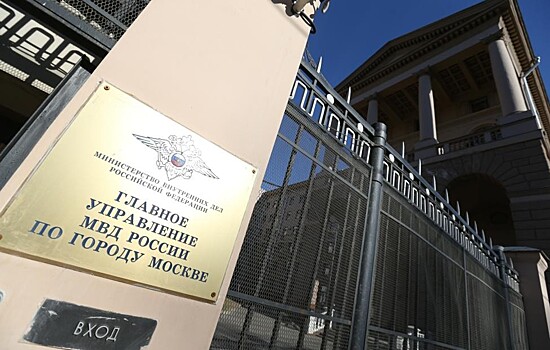 МИНИСТЕРСТВО ВНУТРЕННИХ ДЕЛ
РОССИЙСКОЙ ФЕДЕРАЦИИ
ГЛАВНОЕ
УПРАВЛЕНИЕ
МВД РОССИИ
ПО ГОРОДУ МОСКВЕ
ВХОД